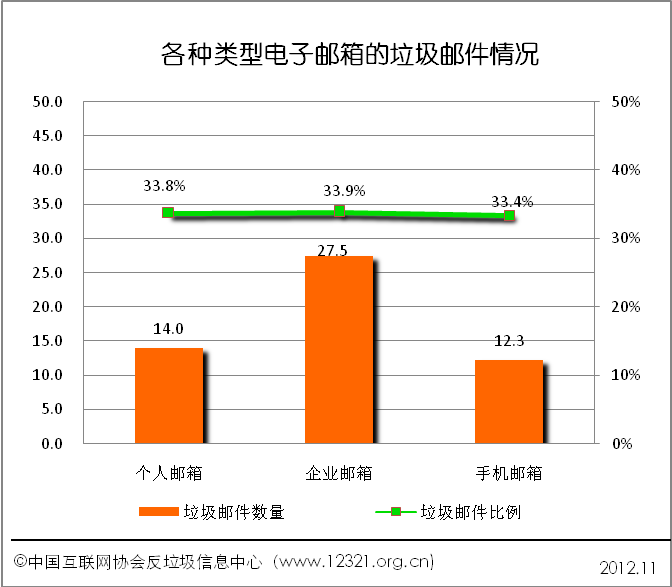 各种类型电子邮箱的垃圾邮件情况
50.0 50%
45.0
40.0 40%
33.8% 33.9% 33.4%
35.0
30.0 30%
27.5
25.0
20.0 20%
14.0 12.3
15.0
10.0 10%
5.0
0.0 0%
个人邮箱 企业邮箱 手机邮箱
垃圾邮件数量 垃圾邮件比例
©中国互联网协会反垃圾信息中心 (www.12321.org.cn)
2012.11